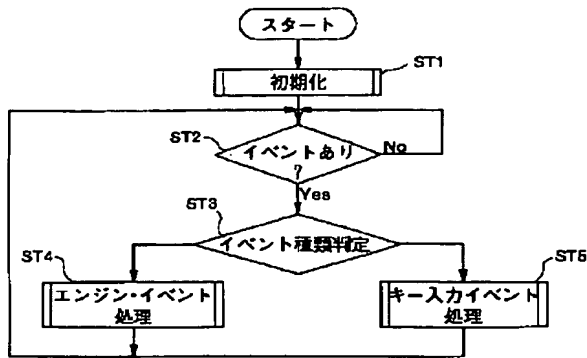 スタート
ST1
初期化
ST2
イベントあり
?
No
Yes
ST3
イベント種類判定
ST4
エンジン・イベント
処理
ST5
キー入力イベント
処理